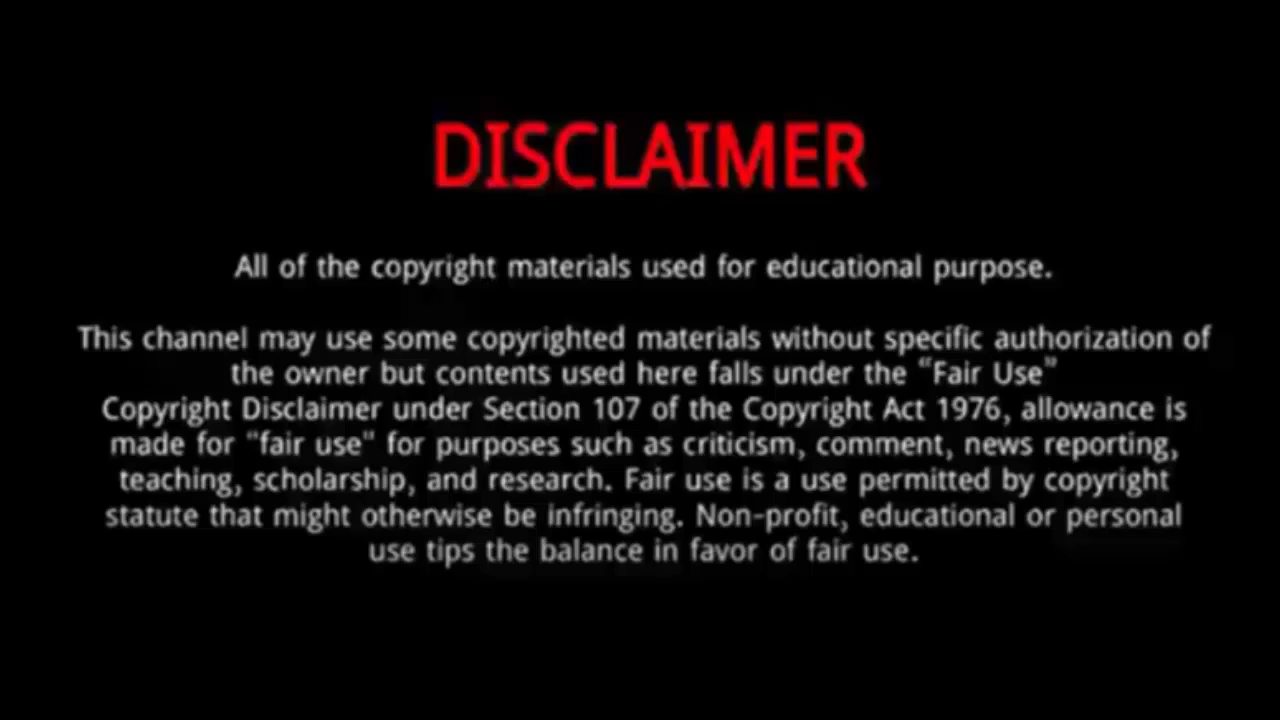 DISCLAIMER
All of the copyright materials used for educational purpose.
This channel may use some copyrighted materials without specific authorization of
the owner but contents used here falls under the “Fair Use”
Copyright Disclaimer under Section 107 of the Copyright Act 1976, allowance is
made for "fair use" for purposes such as criticism, comment, news reporting,
teaching, scholarship, and research. Fair use is a use permitted by copyright
statute that might otherwise be infringing. Non-profit, educational or personal
use tips the balance in favor of fair use.